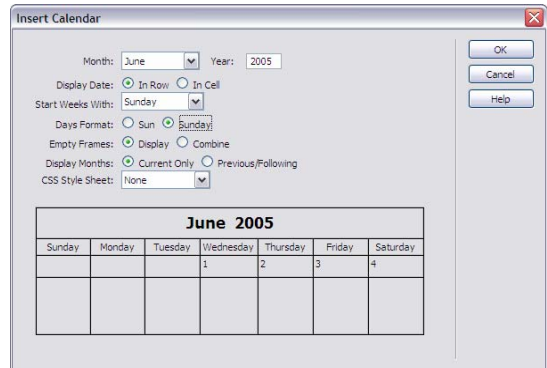 Insert Calendar
Month: June Year: 2005
Display Date: In Row In Cell
Start Weeks With: Sunday
Days Format: Sun Sunday
Empty Frames: Display Combine
Display Months: Current Only Previous/Following
CSS Style Sheet: None
OK
Cancel
Help
June 2005
Sunday Monday Tuesday Wednesday Thursday Friday Saturday
1 2 3 4